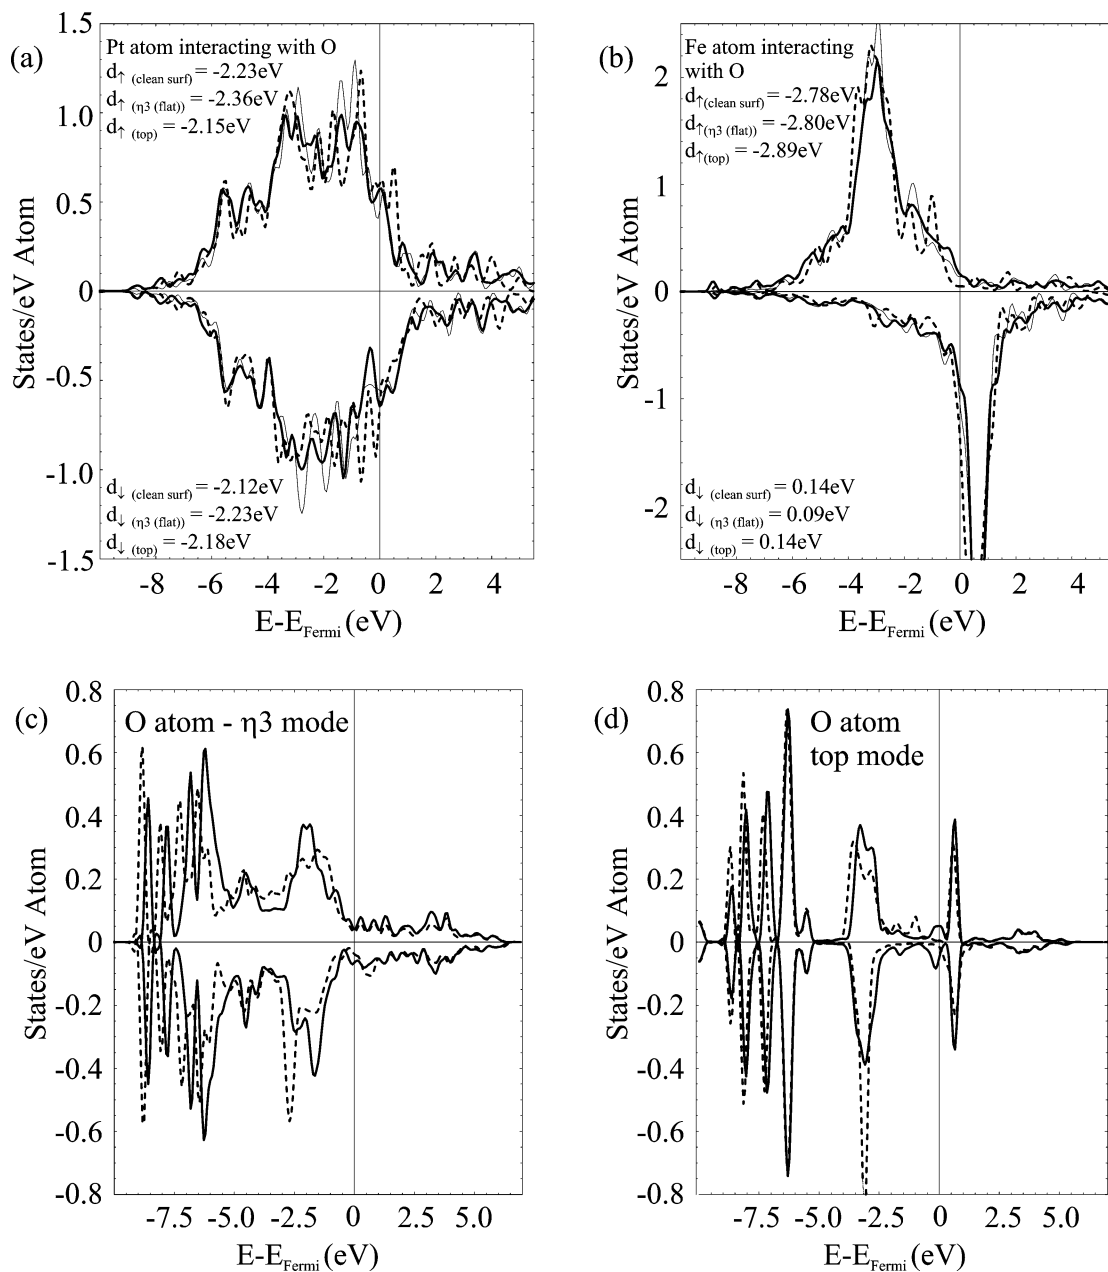 (a)
Pt atom interacting with O
d↑ (clean surf) = -2.23eV
d↑ (η3 (flat)) = -2.36eV
d↑ (top) = -2.15eV
d↓ (clean surf) = -2.12eV
d↓ (η3 (flat)) = -2.23eV
d↓ (top) = -2.18eV
1.5
1.0
0.5
0
-0.5
-1.0
-1.5
States/eV Atom
-8 -6 -4 -2 0 2 4
E-EFermi (eV)
(b)
Fe atom interacting
with O
d↑(clean surf) = -2.78eV
d↑(η3(flat)) = -2.80eV
d↑(top) = -2.89eV
d↓ (clean surf) = 0.14eV
d↓ (η3 (flat)) = 0.09eV
d↓ (top) = 0.14eV
2
1
0
-1
-2
States/eV Atom
-8 -6 -4 -2 0 2 4
E-EFermi (eV)
(c)
O atom - η3 mode
0.8
0.6
0.4
0.2
0
-0.2
-0.4
-0.6
-0.8
States/eV Atom
-7.5 -5.0 -2.5 0 2.5 5.0
E-EFermi (eV)
(d)
O atom
top mode
0.8
0.6
0.4
0.2
0
-0.2
-0.4
-0.6
-0.8
States/eV Atom
-7.5 -5.0 -2.5 0 2.5 5.0
E-EFermi (eV)